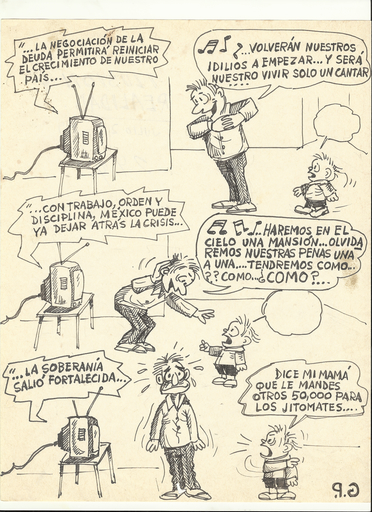 "...LA NEGOCIACIÓN DE LA
DEUDA PERMITIRÁ REINICIAR
EL CRECIMIENTO DE NUESTRO
PAÍS...
?...VOLVERÁN NUESTROS
IDILIOS A EMPEZAR...Y SERÁ
NUESTRO VIVIR SOLO UN CANTAR
"...CON TRABAJO, ORDEN Y
DISCIPLINA, MÉXICO PUEDE
YA DEJAR ATRÁS LA CRISIS...
...HAREMOS EN EL
CIELO UNA MANSIÓN...OLVIDA
REMOS NUESTRAS PENAS UNA
A UNA....TENDREMOS COMO..
??COMO..¿COMO?...
"...LA SOBERANÍA
SALIÓ FORTALECIDA...
DICE MI MAMÁ
QUE LE MANDES
OTROS 50,000 PARA
LOS JITOMATES....
G.P.